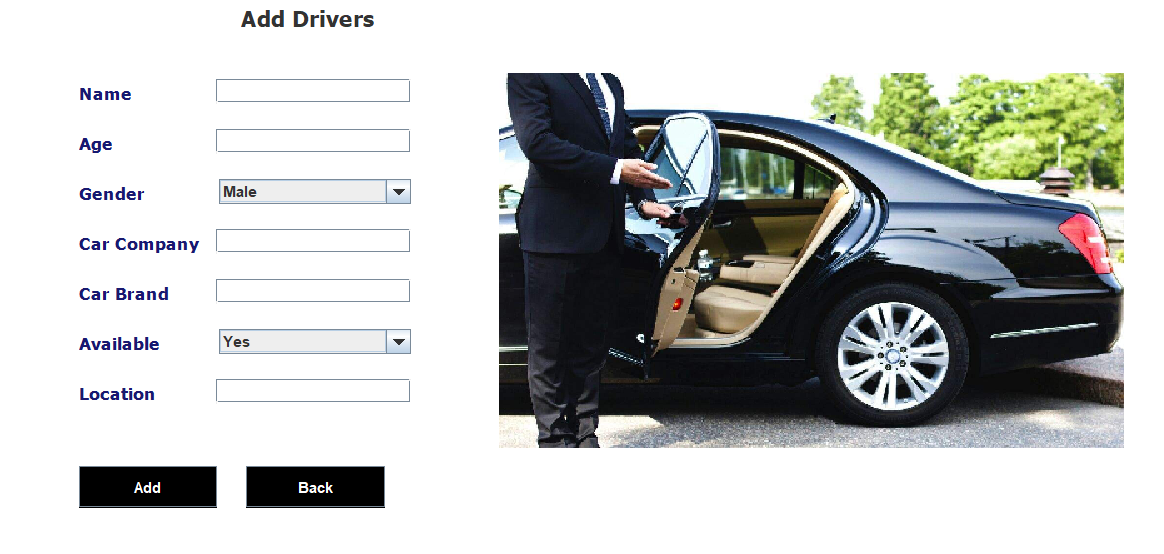 Add Drivers
Name
Age
Gender Male
Car Company
Car Brand
Available Yes
Location
Add Back